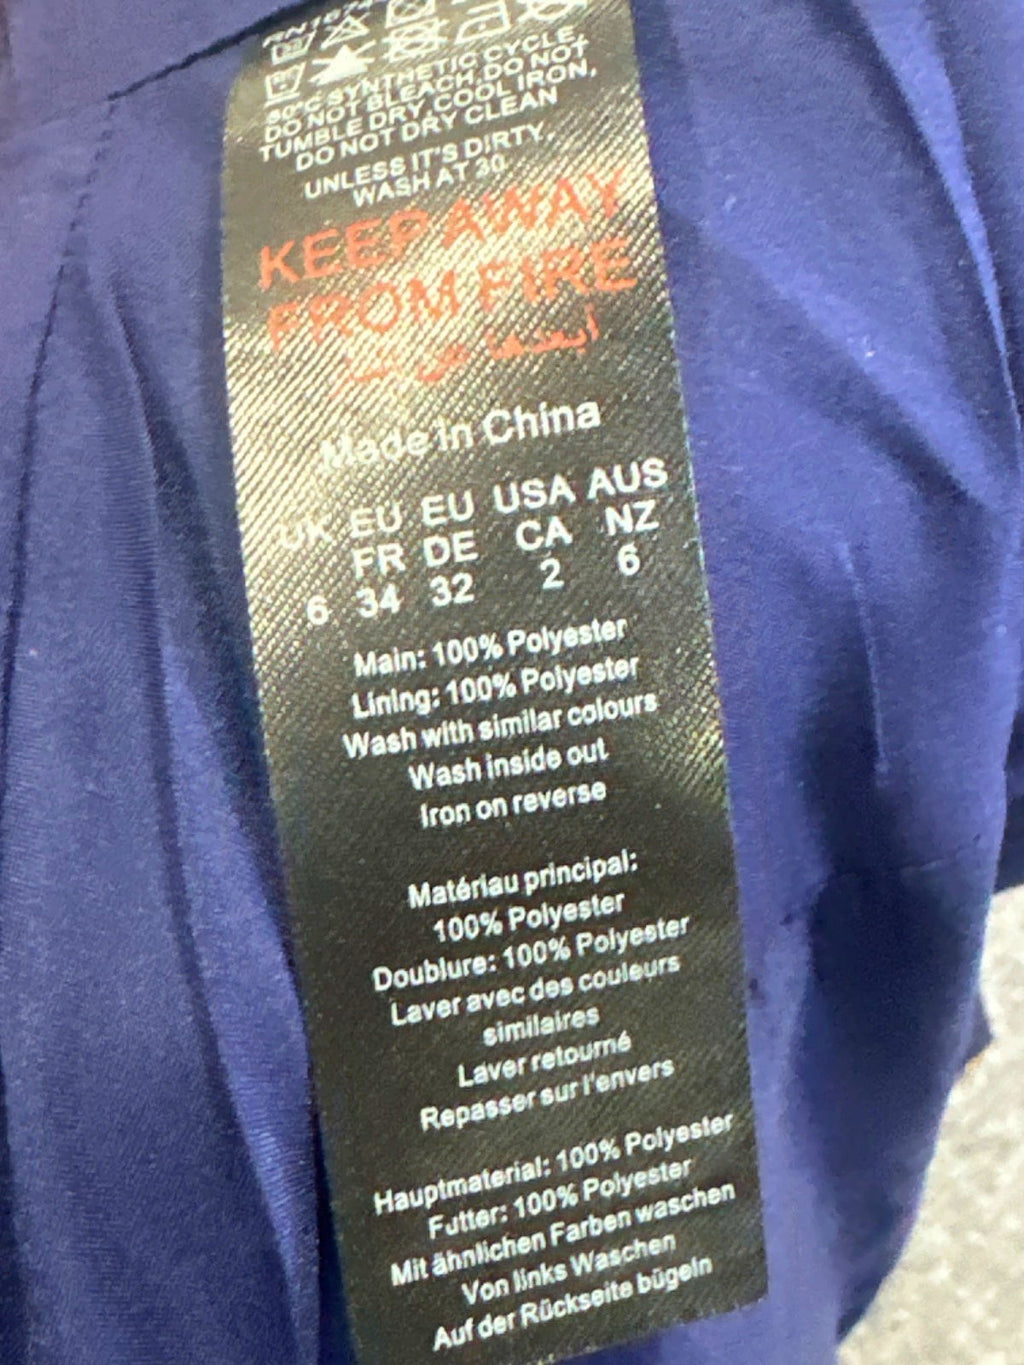 DO NOT BLEACH, DO NOT
TUMBLE DRY, COOL IRON,
DO NOT DRY CLEAN
UNLESS IT'S DIRTY,
WASH AT 30
KEEP AWAY
FROM FIRE
أبعدها عن النار
Made in China
UK EU EU USA AUS
FR DE CA NZ
6 34 32 2 6
Main: 100% Polyester
Lining: 100% Polyester
Wash with similar colours
Wash inside out
Iron on reverse
Matériau principal:
100% Polyester
Doublure: 100% Polyester
Laver avec des couleurs
similaires
Laver retourné
Repasser sur l'envers
Hauptmaterial: 100% Polyester
Futter: 100% Polyester
Mit ähnlichen Farben waschen
Von links Waschen
Auf der Rückseite bügeln